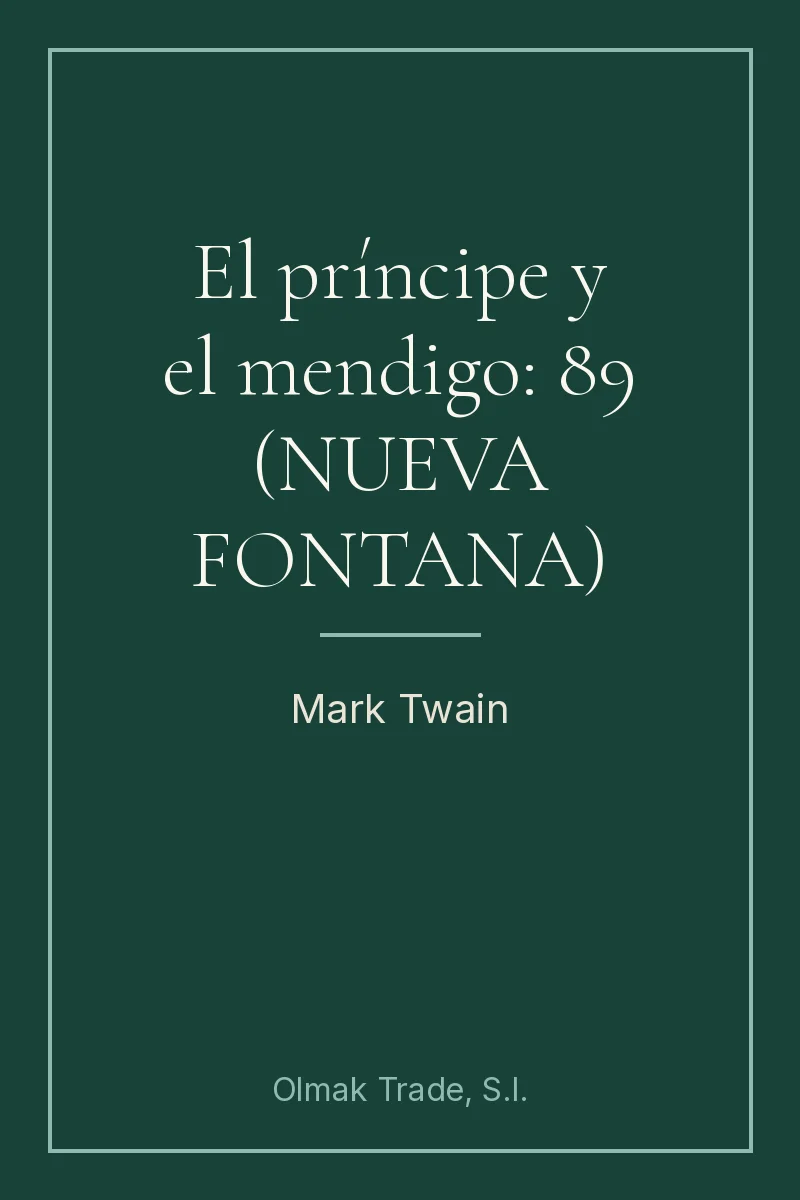 El príncipe y
el mendigo: 89
(NUEVA
FONTANA)
Mark Twain
Olmak Trade, S.l.